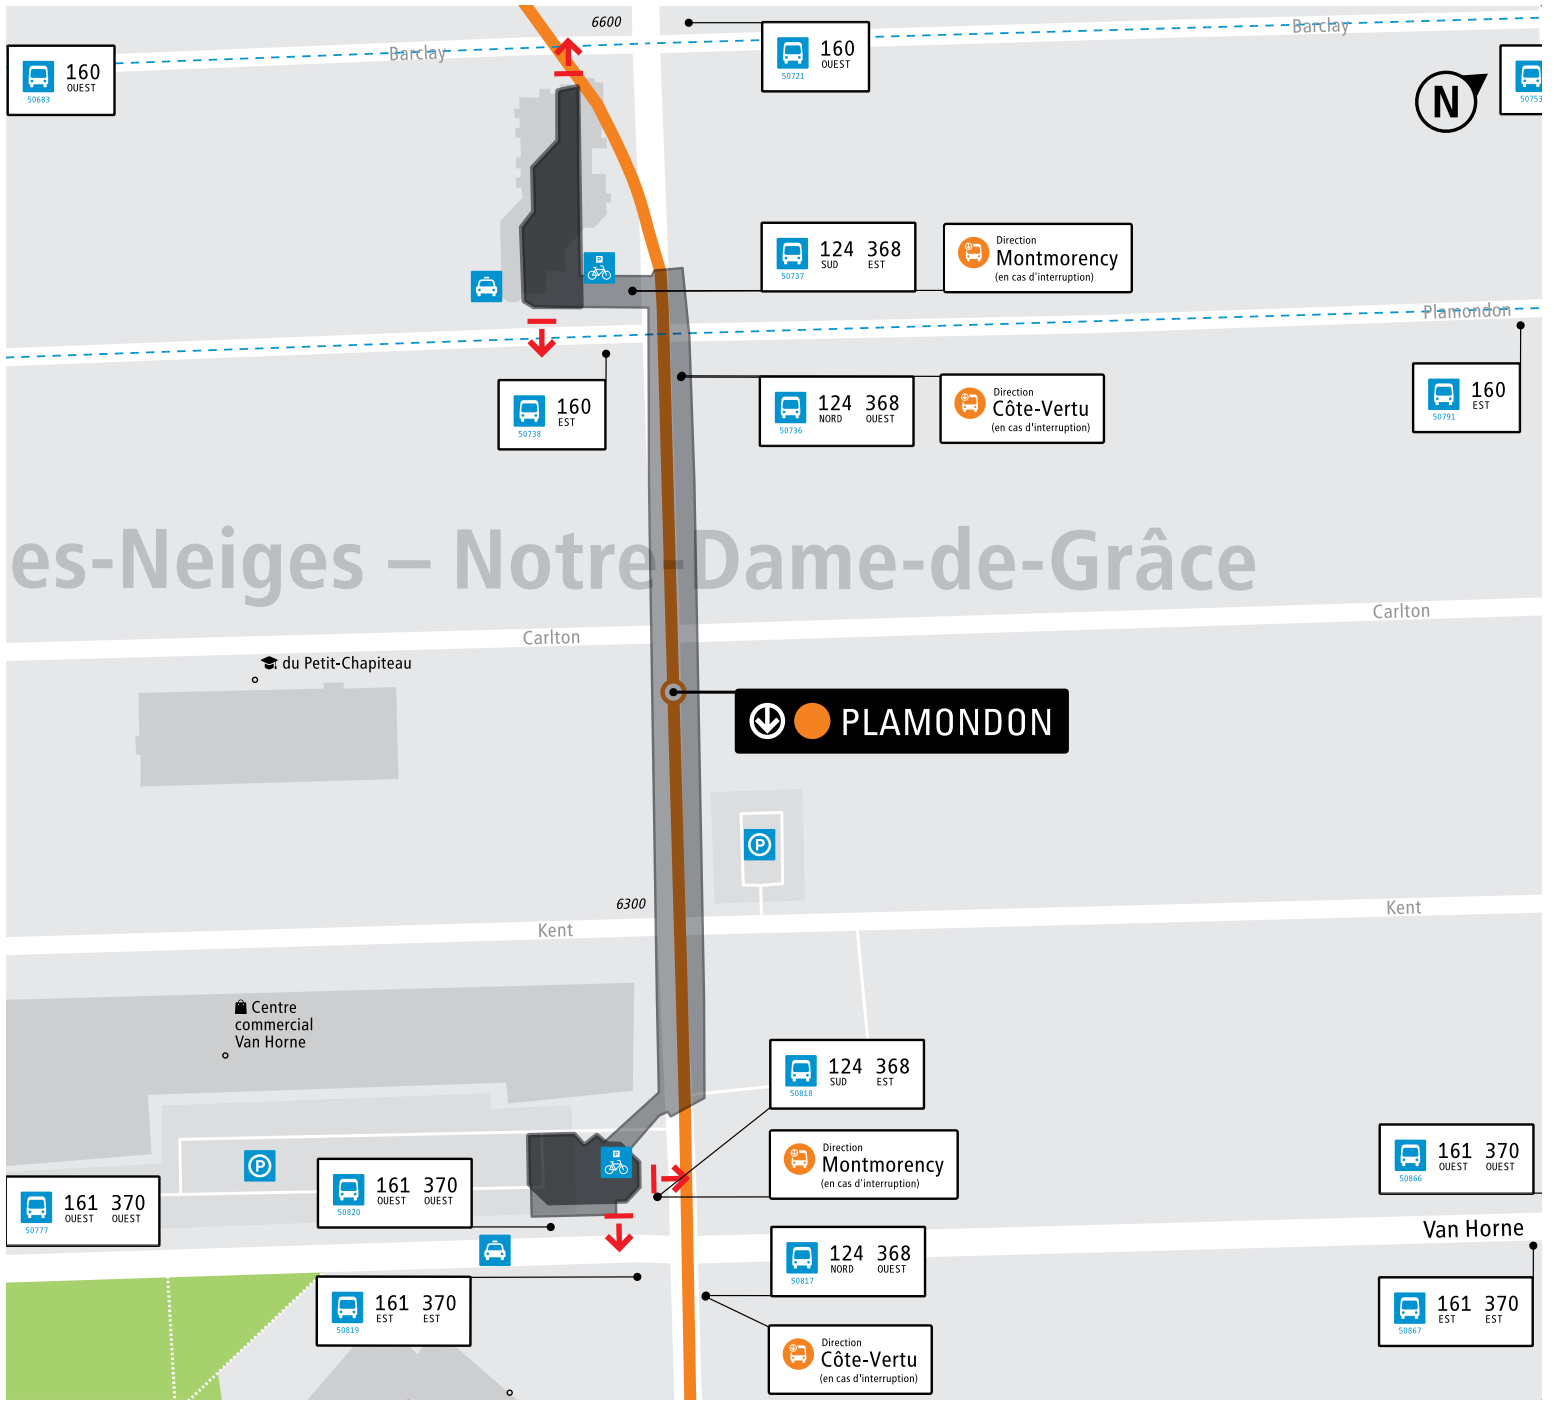 6600
Barclay
Barclay
160
OUEST
50683
160
OUEST
50721
N
50753
124 368
SUD EST
50737
Direction
Montmorency
(en cas d'interruption)
Plamondon
160
EST
50738
124 368
NORD OUEST
50736
Direction
Côte-Vertu
(en cas d'interruption)
160
EST
50791
es-Neiges – Notre-Dame-de-Grâce
Carlton
Carlton
du Petit-Chapiteau
PLAMONDON
P
6300
Kent
Kent
Centre
commercial
Van Horne
124 368
SUD EST
50818
Direction
Montmorency
(en cas d'interruption)
P
P
P
161 370
OUEST OUEST
50777
161 370
OUEST OUEST
50820
161 370
OUEST OUEST
50866
Van Horne
124 368
NORD OUEST
50817
161 370
EST EST
50819
161 370
EST EST
50867
Direction
Côte-Vertu
(en cas d'interruption)